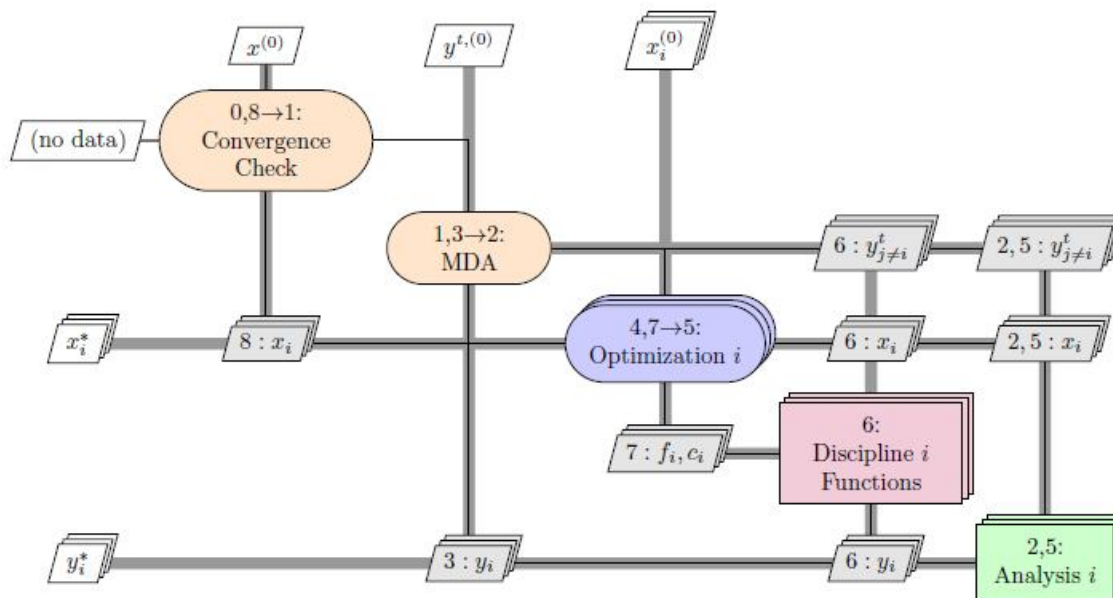 x^{(0)}
y^{t,(0)}
x_i^{(0)}
(no data)
0,8→1:
Convergence
Check
1,3→2:
MDA
6 : y^t_{j≠i}
2, 5 : y^t_{j≠i}
x_i^*
8 : x_i
4,7→5:
Optimization i
6 : x_i
2, 5 : x_i
7 : f_i, c_i
6:
Discipline i
Functions
y_i^*
3 : y_i
6 : y_i
2,5:
Analysis i